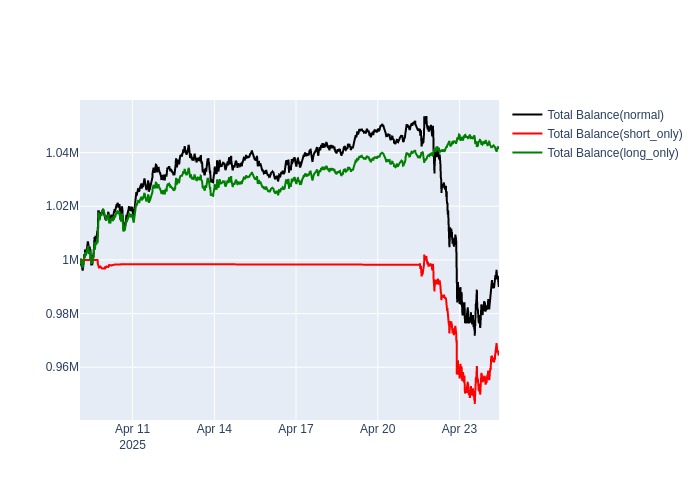 Total Balance(normal)
Total Balance(short_only)
Total Balance(long_only)
1.04M
1.02M
1M
0.98M
0.96M
Apr 11
2025
Apr 14
Apr 17
Apr 20
Apr 23